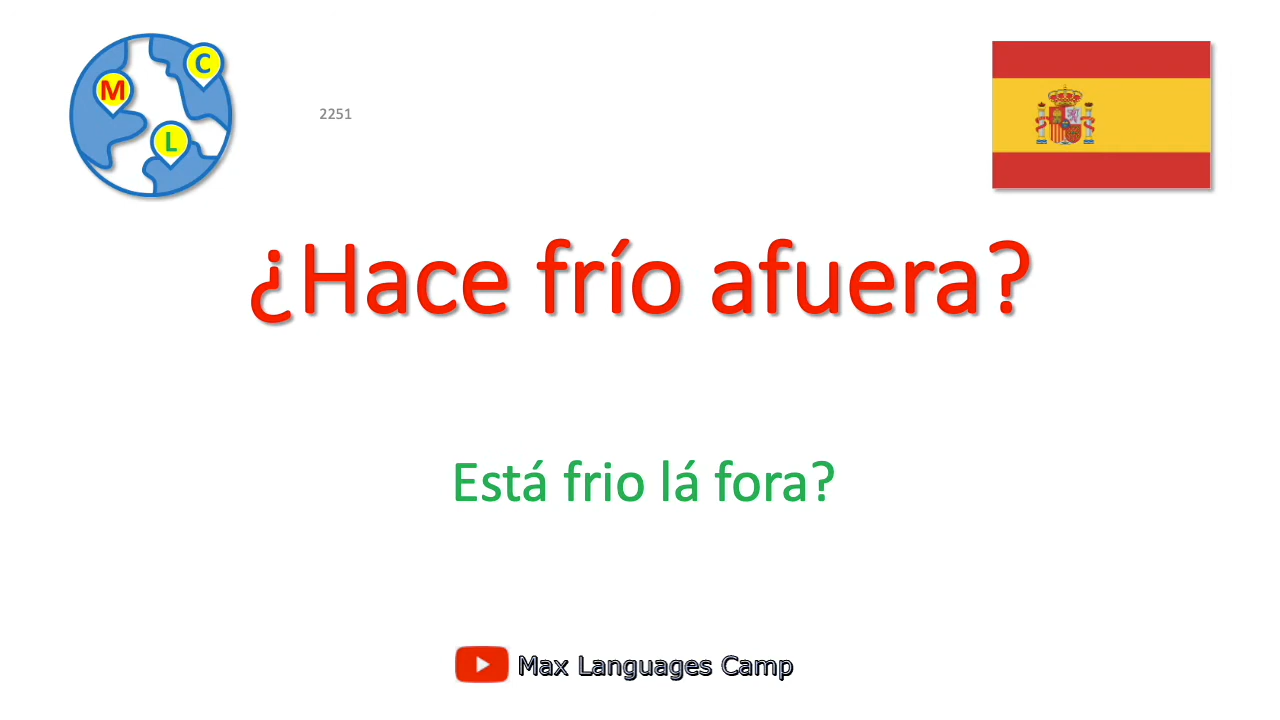 M
C
L
2251
¿Hace frío afuera?
Está frio lá fora?
Max Languages Camp